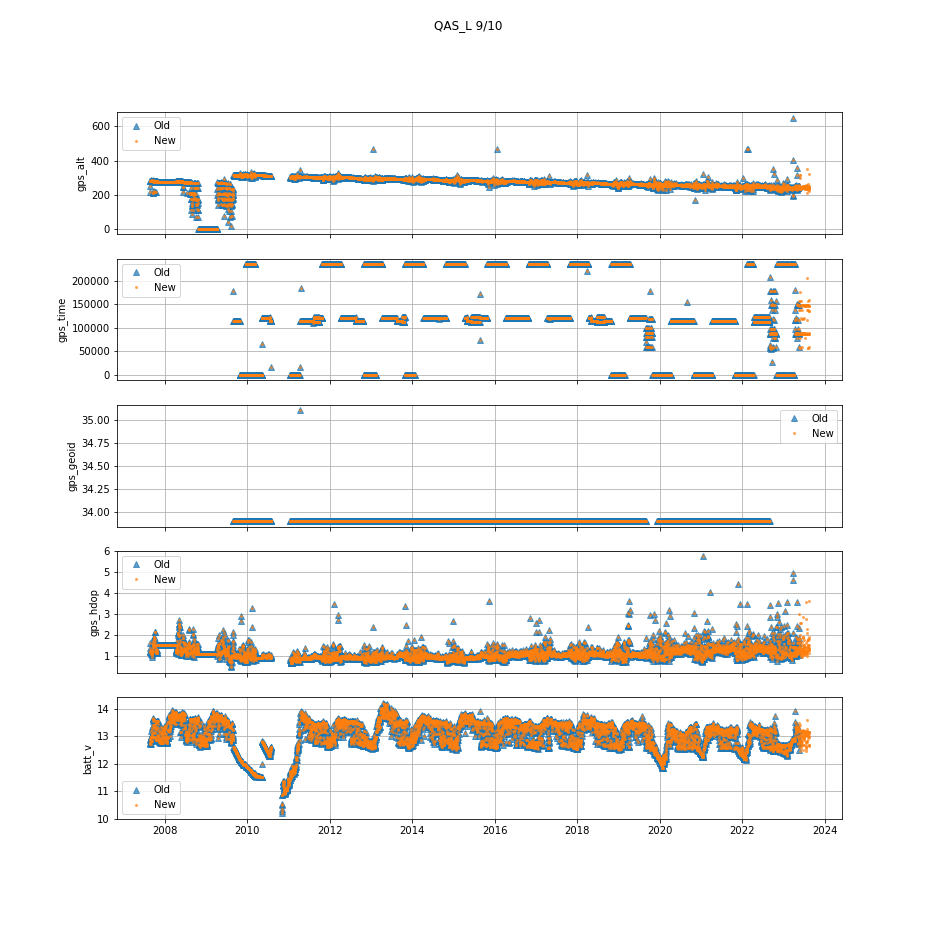 QAS_L 9/10
600
400
200
0
gps_alt
Old
New
200000
150000
100000
50000
0
gps_time
Old
New
35.00
34.75
34.50
34.25
34.00
gps_geoid
Old
New
6
5
4
3
2
1
gps_hdop
Old
New
14
13
12
11
10
batt_v
Old
New
2008 2010 2012 2014 2016 2018 2020 2022 2024